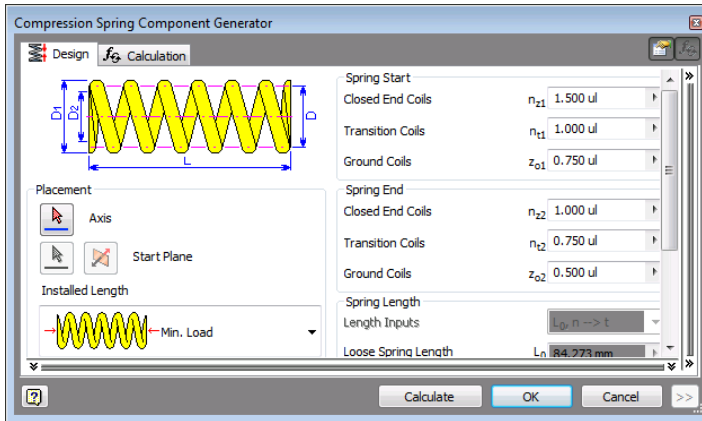 Compression Spring Component Generator
Design
fG Calculation
D1
D2
D
L
Placement
Axis
Start Plane
Installed Length
Min. Load
Spring Start
Closed End Coils nz1 1.500 ul
Transition Coils nt1 1.000 ul
Ground Coils zo1 0.750 ul
Spring End
Closed End Coils nz2 1.000 ul
Transition Coils nt2 0.750 ul
Ground Coils zo2 0.500 ul
Spring Length
Length Inputs L0, n --> t
Loose Spring Length L0 84.273 mm
Calculate
OK
Cancel
>>